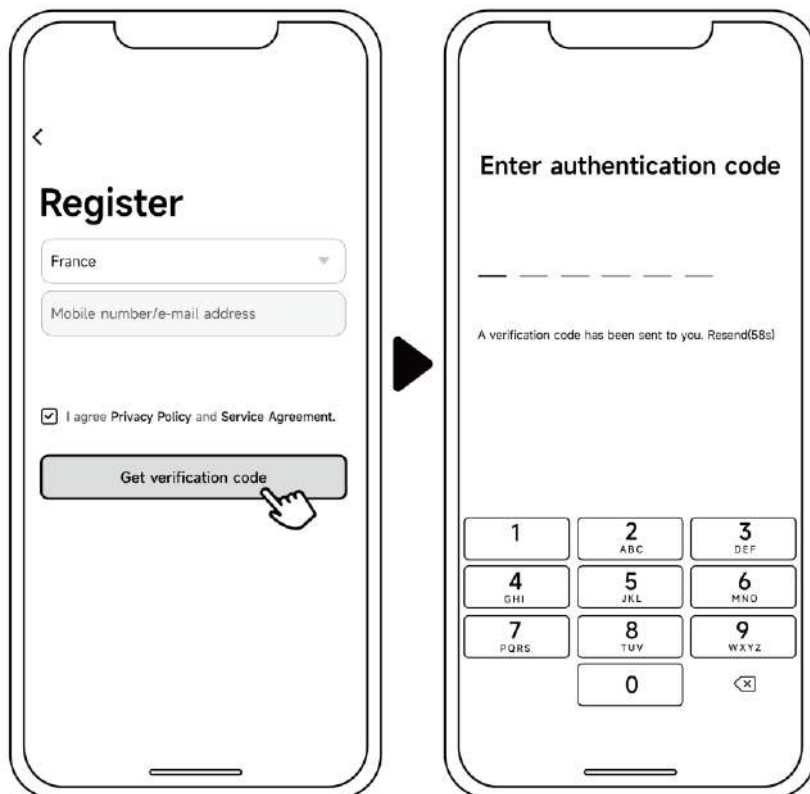 Register
France
Mobile number/e-mail address
I agree Privacy Policy and Service Agreement.
Get verification code
Enter authentication code
A verification code has been sent to you. Resend(58s)
1 2 3
ABC DEF
4 5 6
GHI JKL MNO
7 8 9
PQRS TUV WXYZ
0